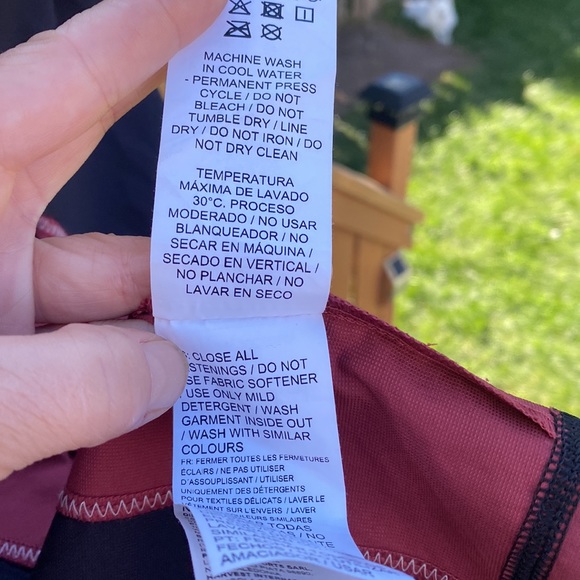 MACHINE WASH
IN COOL WATER
- PERMANENT PRESS
CYCLE / DO NOT
BLEACH / DO NOT
TUMBLE DRY / LINE
DRY / DO NOT IRON / DO
NOT DRY CLEAN
TEMPERATURA
MÁXIMA DE LAVADO
30°C. PROCESO
MODERADO / NO USAR
BLANQUEADOR / NO
SECAR EN MÁQUINA /
SECADO EN VERTICAL /
NO PLANCHAR / NO
LAVAR EN SECO
CLOSE ALL
STENINGS / DO NOT
SE FABRIC SOFTENER
/ USE ONLY MILD
DETERGENT / WASH
GARMENT INSIDE OUT
/ WASH WITH SIMILAR
COLOURS
FR: FERMER TOUTES LES FERMETURES
ÉCLAIRS / NE PAS UTILISER
D'ASSOUPLISSANT / UTILISER
UNIQUEMENT DES DÉTERGENTS
POUR TEXTILES DÉLICATS / LAVER LE
VÊTEMENT SUR L'ENVERS / LAVER
COULEURS SIMILAIRES
TODAS